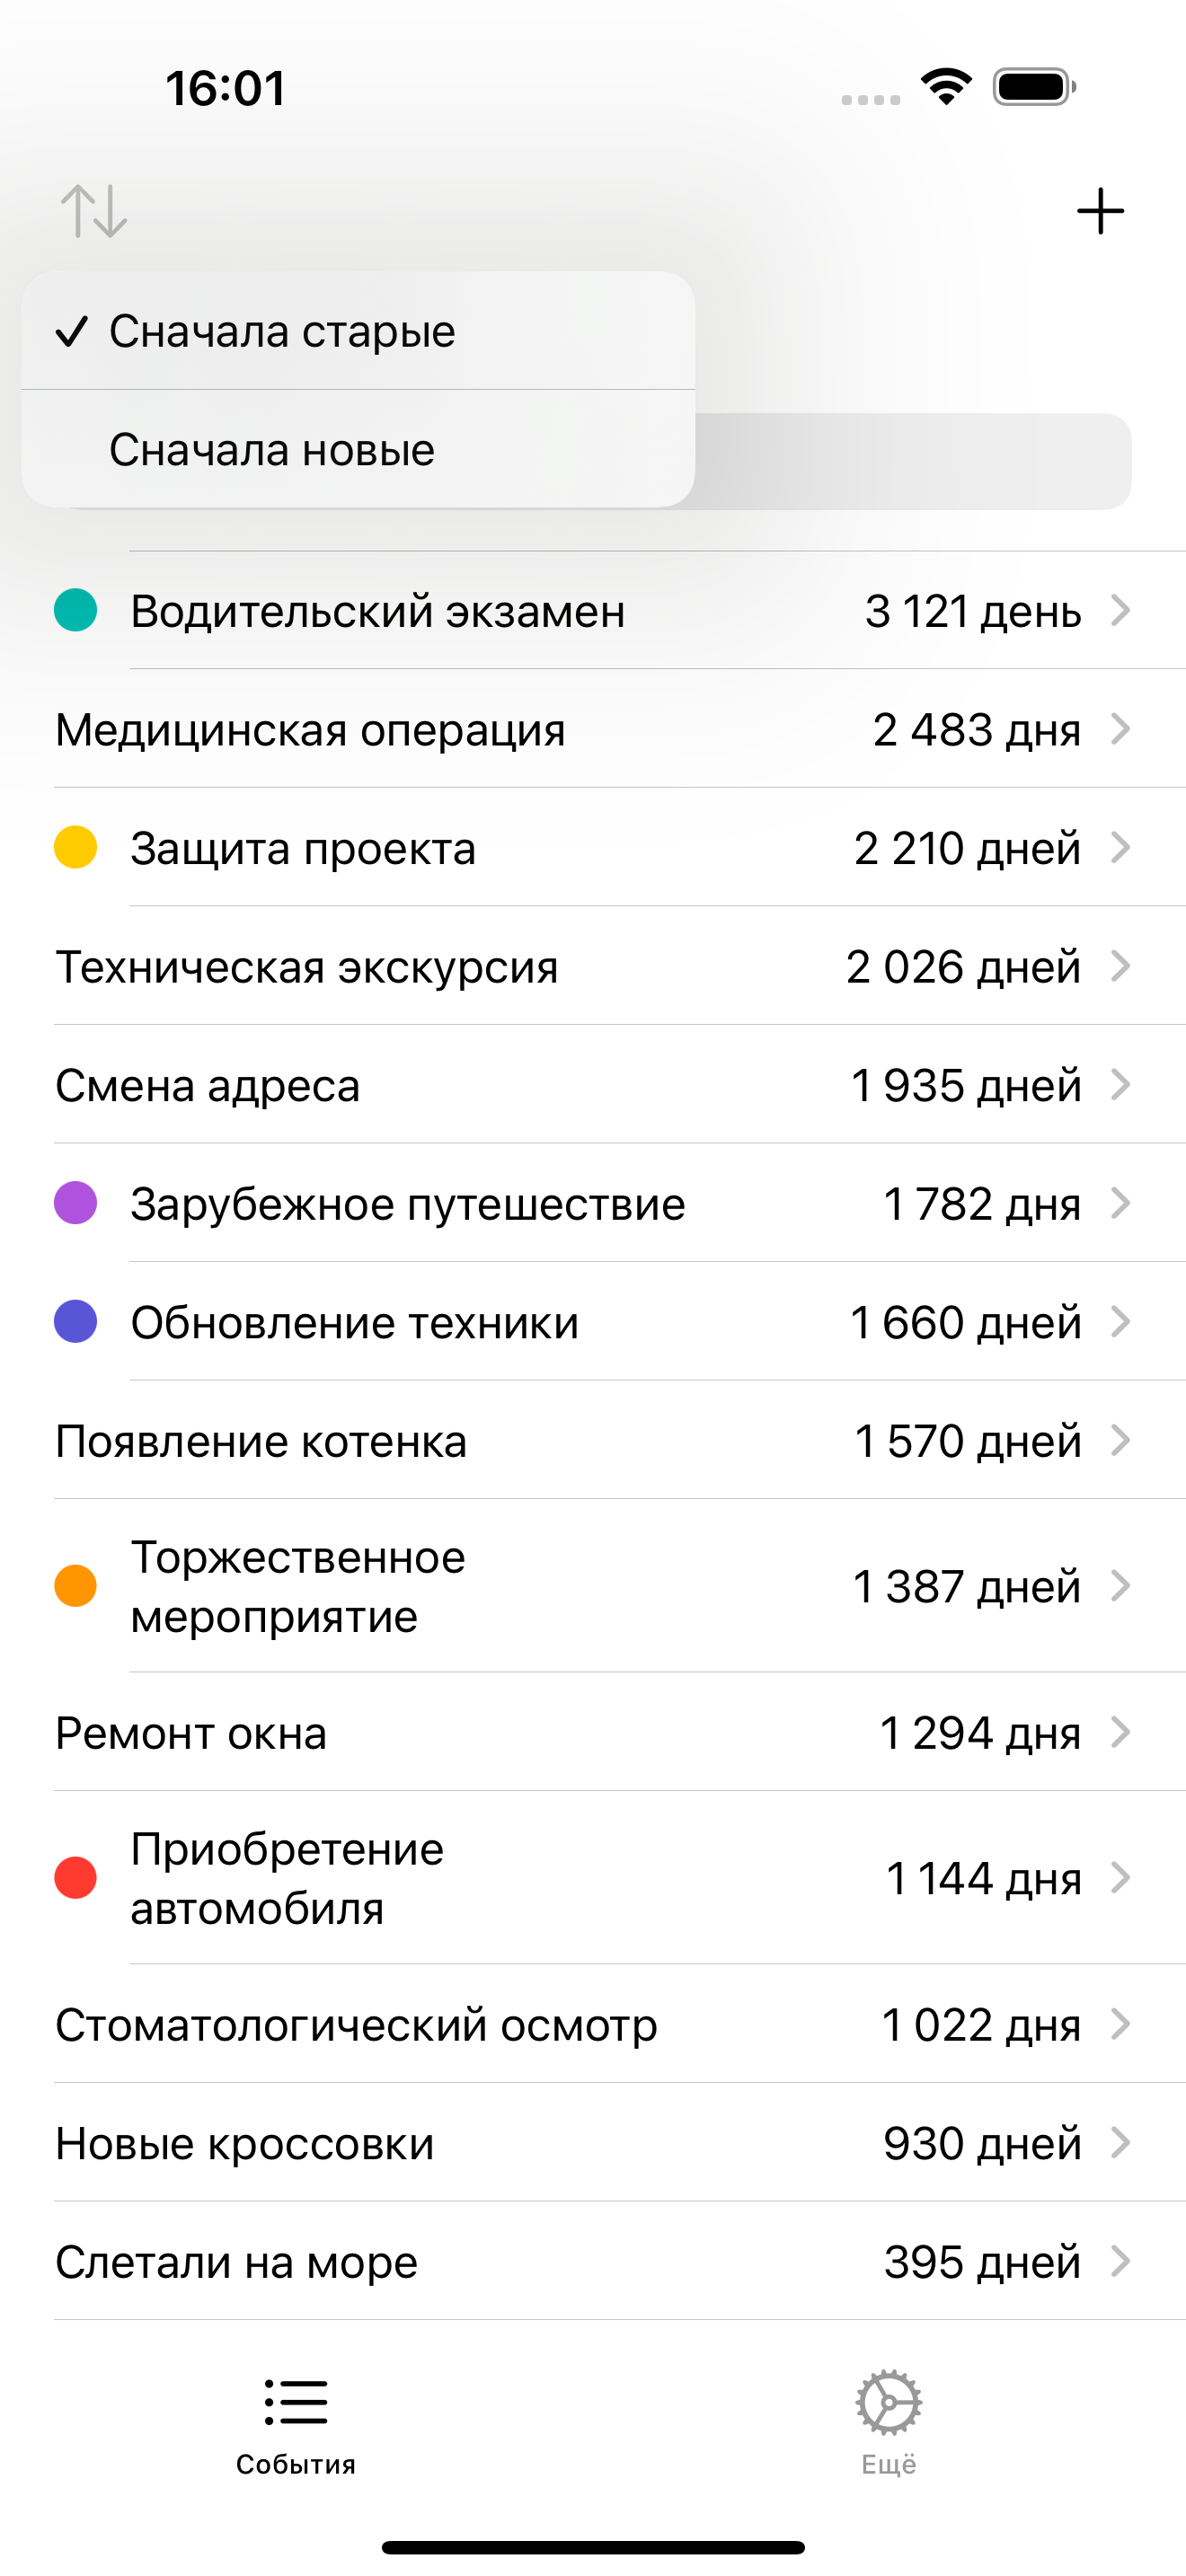 16:01
Сначала старые
Сначала новые
Водительский экзамен 3 121 день
Медицинская операция 2 483 дня
Защита проекта 2 210 дней
Техническая экскурсия 2 026 дней
Смена адреса 1 935 дней
Зарубежное путешествие 1 782 дня
Обновление техники 1 660 дней
Появление котенка 1 570 дней
Торжественное
мероприятие 1 387 дней
Ремонт окна 1 294 дня
Приобретение
автомобиля 1 144 дня
Стоматологический осмотр 1 022 дня
Новые кроссовки 930 дней
Слетали на море 395 дней
События Ещё